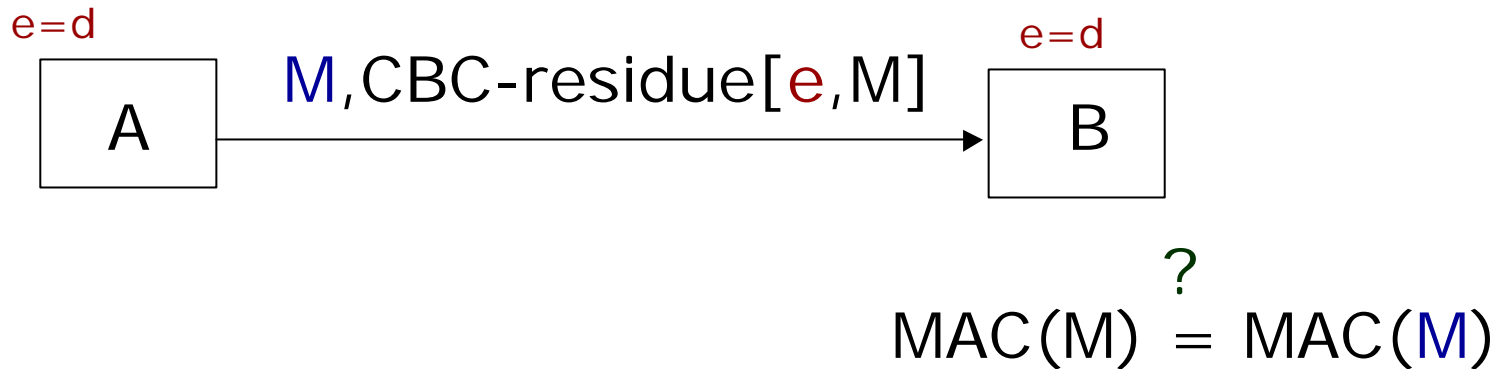 e=d
e=d
M,CBC-residue[e,M]
A
B
?
MAC(M) = MAC(M)